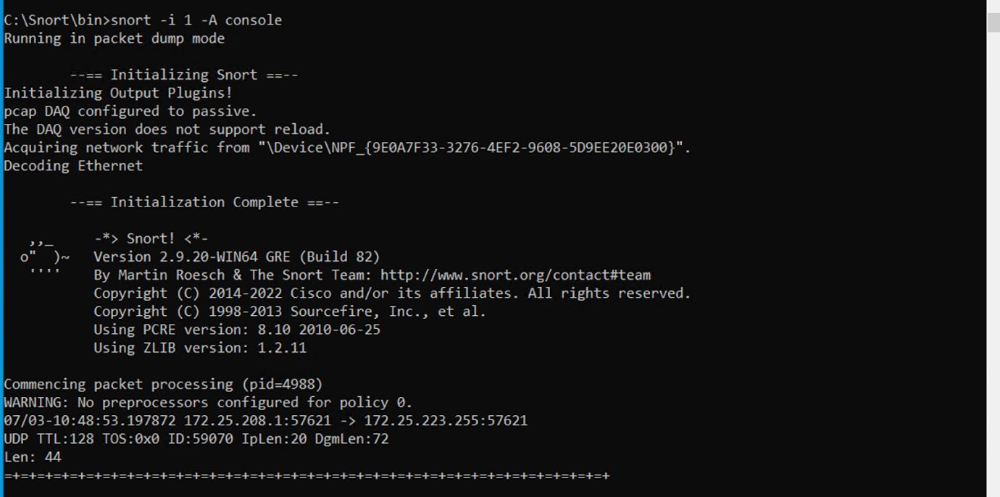 C:\Snort\bin>snort -i 1 -A console
Running in packet dump mode
--== Initializing Snort ==--
Initializing Output Plugins!
pcap DAQ configured to passive.
The DAQ version does not support reload.
Acquiring network traffic from "\Device\NPF_{9E0A7F33-3276-4EF2-9608-5D9EE20E0300}".
Decoding Ethernet
--== Initialization Complete ==--
,,_     -*> Snort! <*-
o"  )~   Version 2.9.20-WIN64 GRE (Build 82)
''''    By Martin Roesch & The Snort Team: http://www.snort.org/contact#team
Copyright (C) 2014-2022 Cisco and/or its affiliates. All rights reserved.
Copyright (C) 1998-2013 Sourcefire, Inc., et al.
Using PCRE version: 8.10 2010-06-25
Using ZLIB version: 1.2.11
Commencing packet processing (pid=4988)
WARNING: No preprocessors configured for policy 0.
07/03-10:48:53.197872 172.25.208.1:57621 -> 172.25.223.255:57621
UDP TTL:128 TOS:0x0 ID:59070 IpLen:20 DgmLen:72
Len: 44
=+=+=+=+=+=+=+=+=+=+=+=+=+=+=+=+=+=+=+=+=+=+=+=+=+=+=+=+=+=+=+=+=+=+=+=+=+